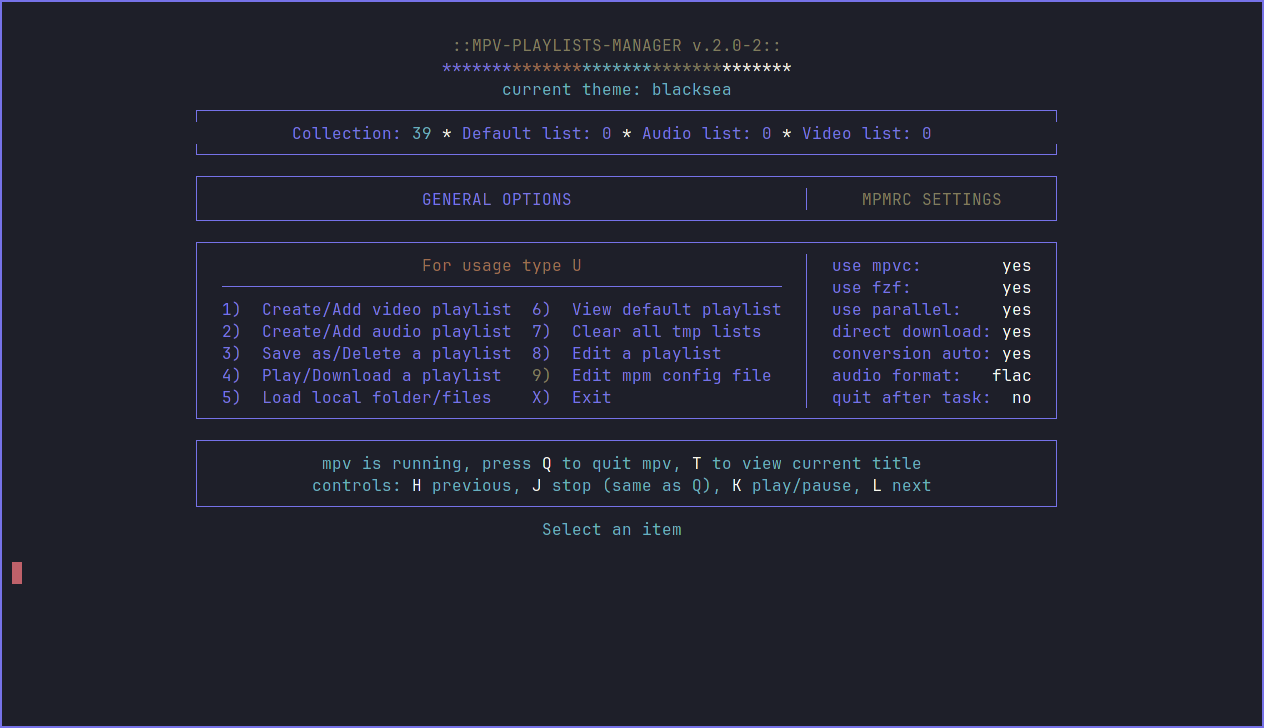 ::MPV-PLAYLISTS-MANAGER v.2.0-2::
***********************************
current theme: blacksea
Collection: 39 * Default list: 0 * Audio list: 0 * Video list: 0
GENERAL OPTIONS
MPMRC SETTINGS
For usage type U
1) Create/Add video playlist 6) View default playlist
2) Create/Add audio playlist 7) Clear all tmp lists
3) Save as/Delete a playlist 8) Edit a playlist
4) Play/Download a playlist 9) Edit mpm config file
5) Load local folder/files X) Exit
use mpvc: yes
use fzf: yes
use parallel: yes
direct download: yes
conversion auto: yes
audio format: flac
quit after task: no
mpv is running, press Q to quit mpv, T to view current title
controls: H previous, J stop (same as Q), K play/pause, L next
Select an item